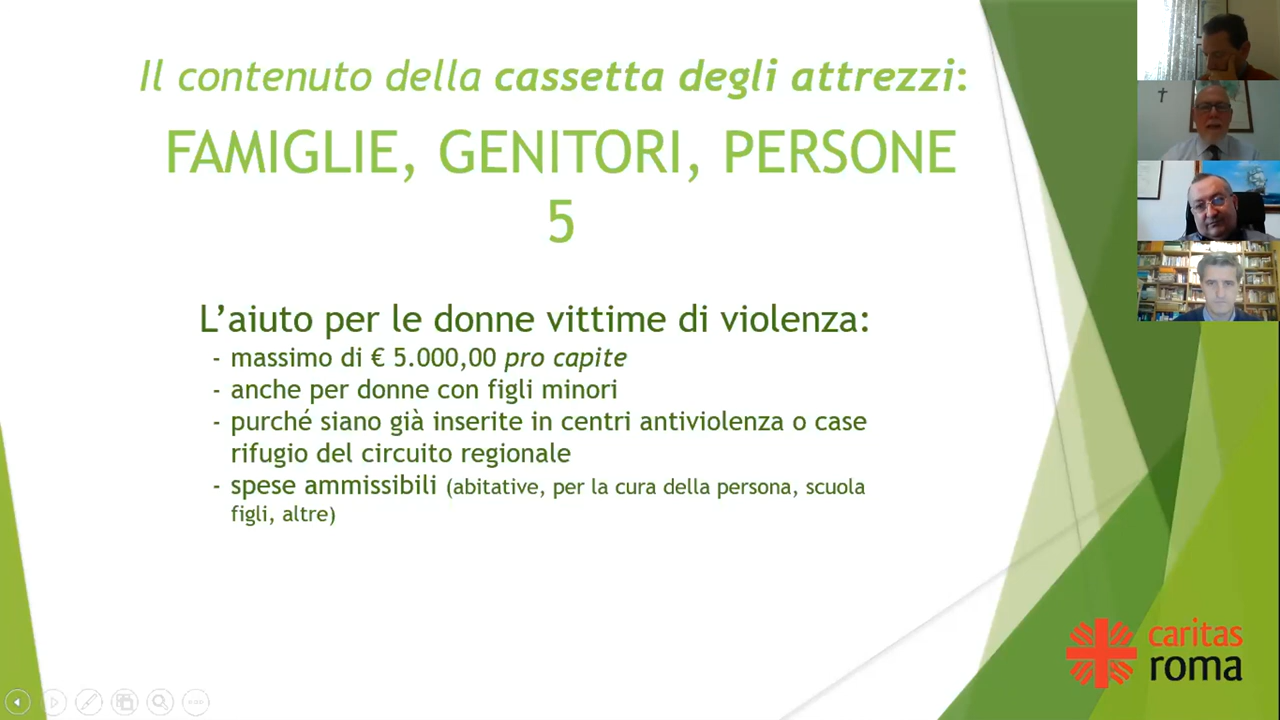 Il contenuto della cassetta degli attrezzi:
FAMIGLIE, GENITORI, PERSONE
5
L'aiuto per le donne vittime di violenza:
- massimo di € 5.000,00 pro capite
- anche per donne con figli minori
- purché siano già inserite in centri antiviolenza o case
rifugio del circuito regionale
- spese ammissibili (abitative, per la cura della persona, scuola
figli, altre)
caritas
roma